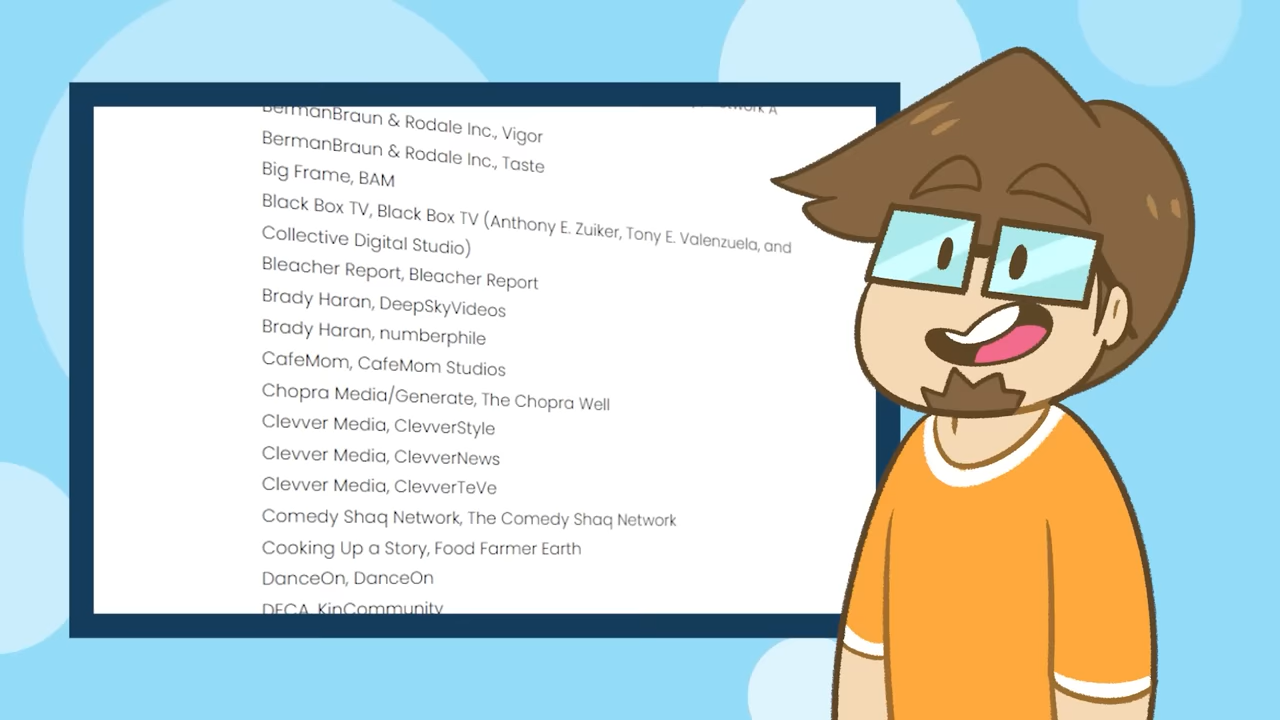 twork A
BermanBraun & Rodale Inc., Vigor
BermanBraun & Rodale Inc., Taste
Big Frame, BAM
Black Box TV, Black Box TV (Anthony E. Zuiker, Tony E. Valenzuela, and
Collective Digital Studio)
Bleacher Report, Bleacher Report
Brady Haran, DeepSkyVideos
Brady Haran, numberphile
CafeMom, CafeMom Studios
Chopra Media/Generate, The Chopra Well
Clevver Media, ClevverStyle
Clevver Media, ClevverNews
Clevver Media, ClevverTeVe
Comedy Shaq Network, The Comedy Shaq Network
Cooking Up a Story, Food Farmer Earth
DanceOn, DanceOn
DECA, KinCommunity